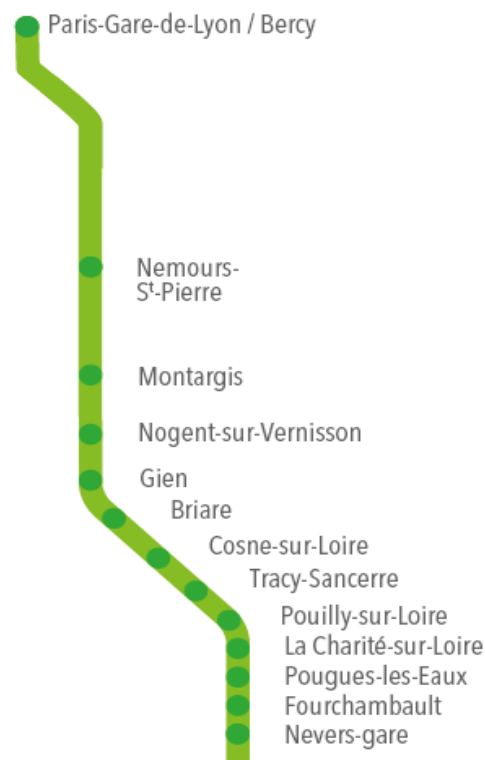 Paris-Gare-de-Lyon / Bercy
Nemours-
Sᵗ-Pierre
Montargis
Nogent-sur-Vernisson
Gien
Briare
Cosne-sur-Loire
Tracy-Sancerre
Pouilly-sur-Loire
La Charité-sur-Loire
Pougues-les-Eaux
Fourchambault
Nevers-gare